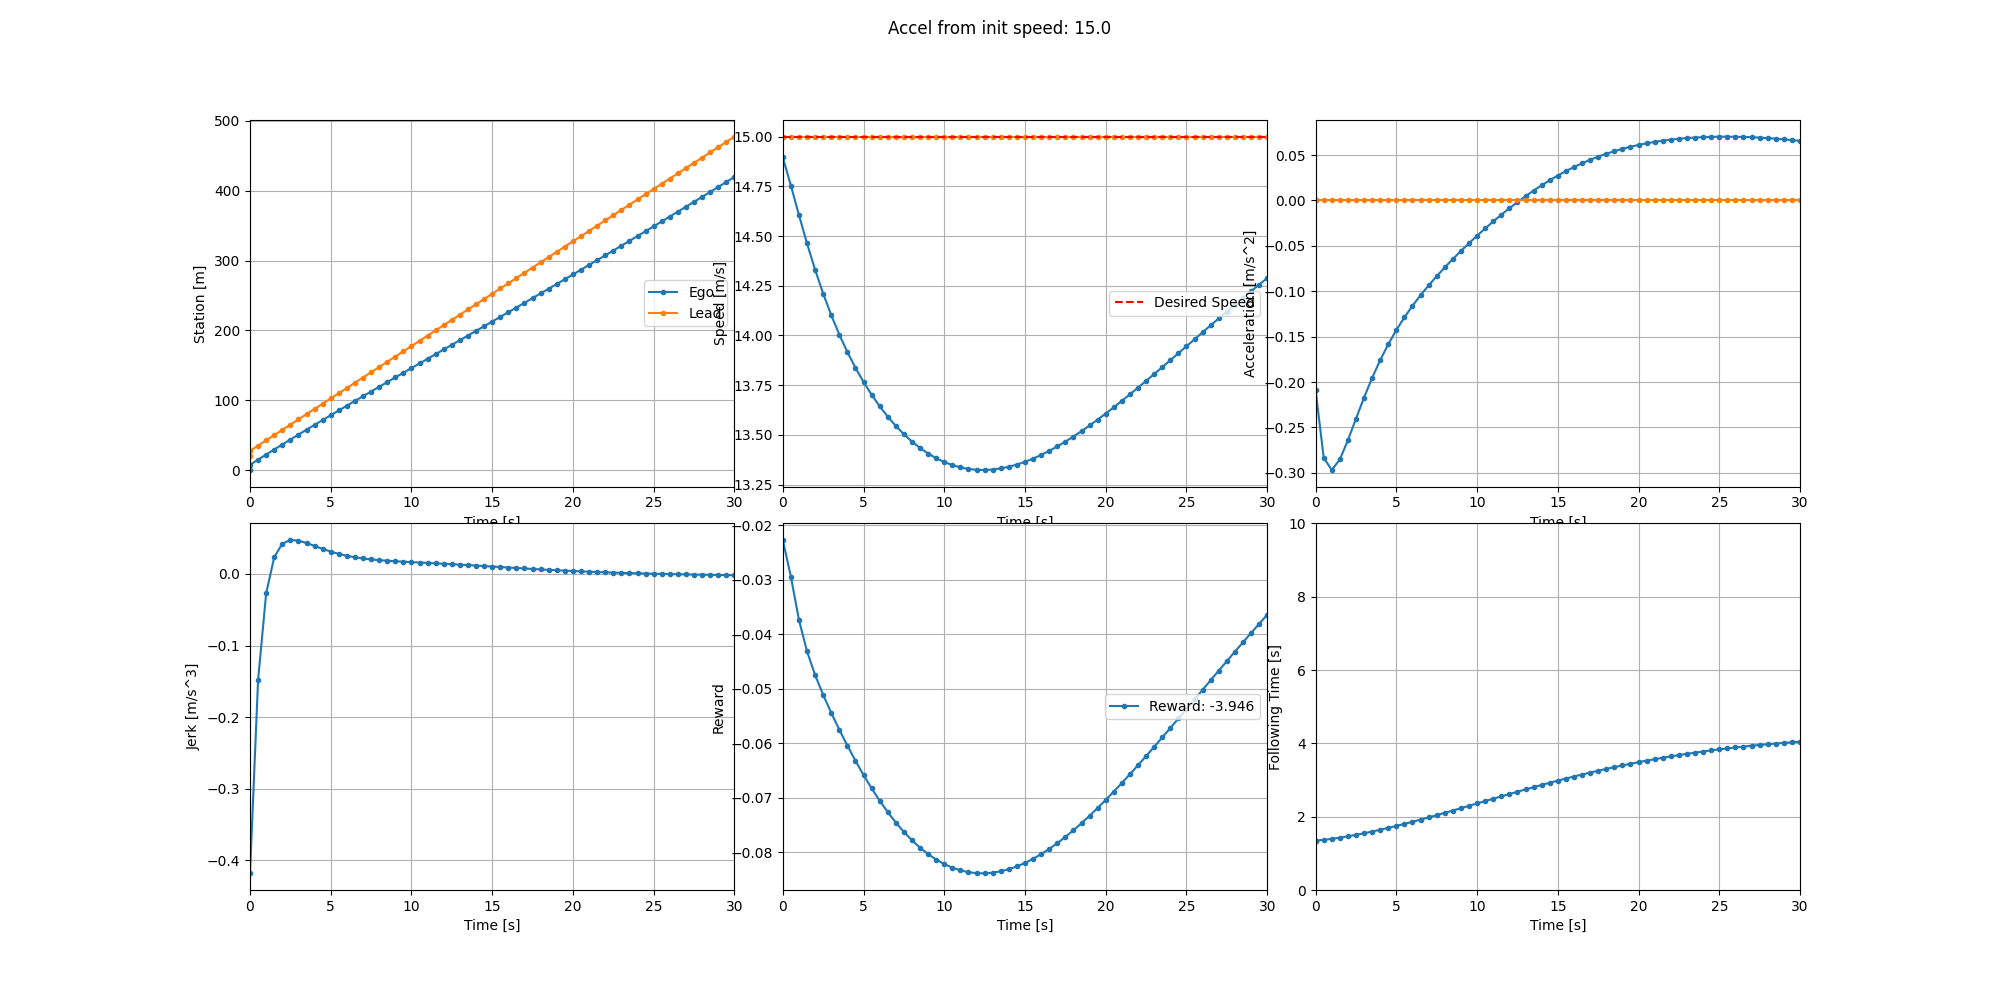 Accel from init speed: 15.0
500
400
300
200
100
0
Station [m]
Ego
Lead
0 5 10 15 20 25 30
Time [s]
15.00
14.75
14.50
14.25
14.00
13.75
13.50
13.25
Speed [m/s]
Desired Speed
0 5 10 15 20 25 30
Time [s]
0.05
0.00
−0.05
−0.10
−0.15
−0.20
−0.25
−0.30
Acceleration [m/s^2]
0 5 10 15 20 25 30
Time [s]
0.0
−0.1
−0.2
−0.3
−0.4
Jerk [m/s^3]
0 5 10 15 20 25 30
Time [s]
−0.02
−0.03
−0.04
−0.05
−0.06
−0.07
−0.08
Reward
Reward: -3.946
0 5 10 15 20 25 30
Time [s]
10
8
6
4
2
0
Following Time [s]
0 5 10 15 20 25 30
Time [s]